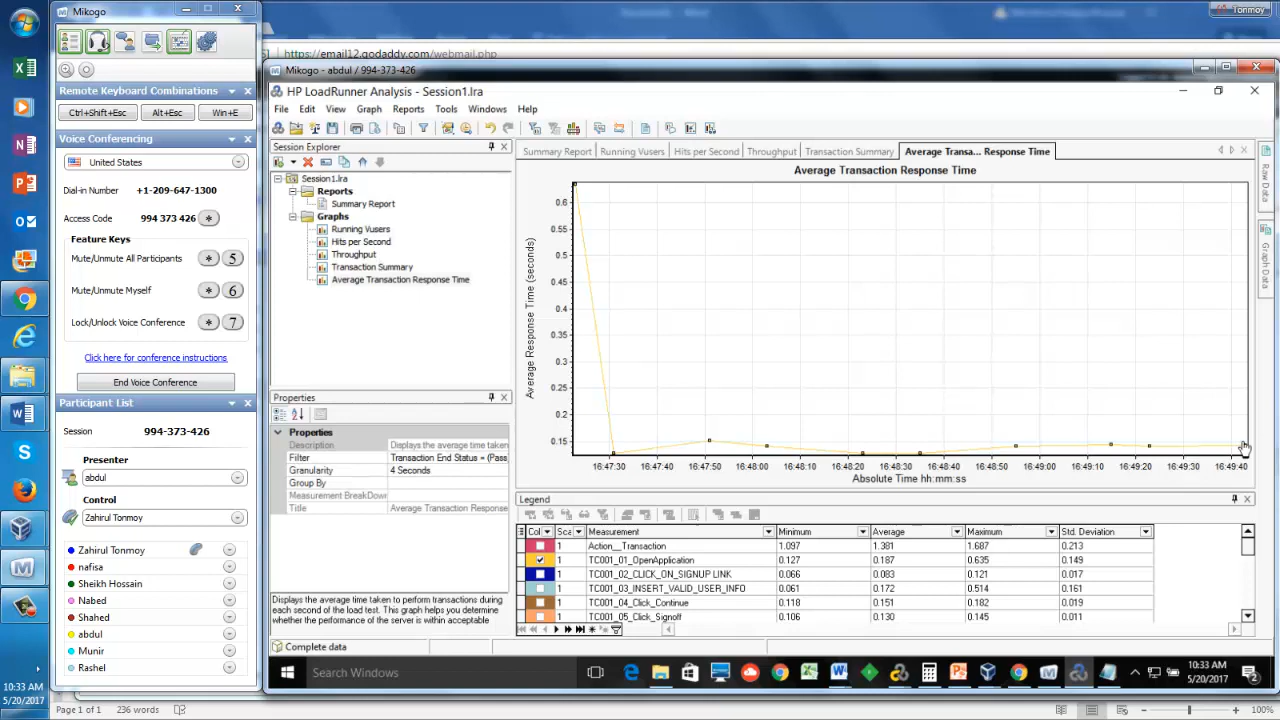 Mikogo
Tonmoy
https://email12.godaddy.com/webmail.php
Remote Keyboard Combinations
Ctrl+Shift+Esc Alt+Esc Win+E
Voice Conferencing
United States
Dial-in Number +1-209-647-1300
Access Code 994 373 426 *
Feature Keys
Mute/Unmute All Participants * 5
Mute/Unmute Myself * 6
Lock/Unlock Voice Conference * 7
Click here for conference instructions
End Voice Conference
Participant List
Session 994-373-426
Presenter
abdul
Control
Zahirul Tonmoy
Zahirul Tonmoy
nafisa
Sheikh Hossain
Nabed
Shahed
abdul
Munir
Rashel
Mikogo - abdul / 994-373-426
HP LoadRunner Analysis - Session1.lra
File Edit View Graph Reports Tools Windows Help
Session Explorer
Session1.lra
Reports
Summary Report
Graphs
Running Vusers
Hits per Second
Throughput
Transaction Summary
Average Transaction Response Time
Properties
Properties
Description Displays the average time taken
Filter Transaction End Status = (Pass,
Granularity 4 Seconds
Group By
Measurement BreakDow
Title Average Transaction Response
Displays the average time taken to perform transactions
during each second of the load test. This graph helps you determine
whether the performance of the server is within acceptable
Complete data
Summary Report Running Vusers Hits per Second Throughput Transaction Summary Average Transa... Response Time
Average Transaction Response Time
Average Response Time (seconds)
0.6
0.55
0.5
0.45
0.4
0.35
0.3
0.25
0.2
0.15
16:47:30 16:47:40 16:47:50 16:48:00 16:48:10 16:48:20 16:48:30 16:48:40 16:48:50 16:49:00 16:49:10 16:49:20 16:49:30 16:49:40
Absolute Time hh:mm:ss
Raw Data
Graph Data
Legend
Col Sca Measurement Minimum Average Maximum Std. Deviation
1 Action__Transaction 1.097 1.381 1.687 0.213
1 TC001_01_OpenApplication 0.127 0.187 0.635 0.149
1 TC001_02_CLICK_ON_SIGNUP LINK 0.066 0.083 0.121 0.017
1 TC001_03_INSERT_VALID_USER_INFO 0.061 0.172 0.514 0.161
1 TC001_04_Click_Continue 0.118 0.151 0.182 0.019
1 TC001_05_Click_Signoff 0.106 0.130 0.145 0.011
Search Windows
10:33 AM
5/20/2017
10:33 AM
5/20/2017
Page 1 of 1 236 words
100%